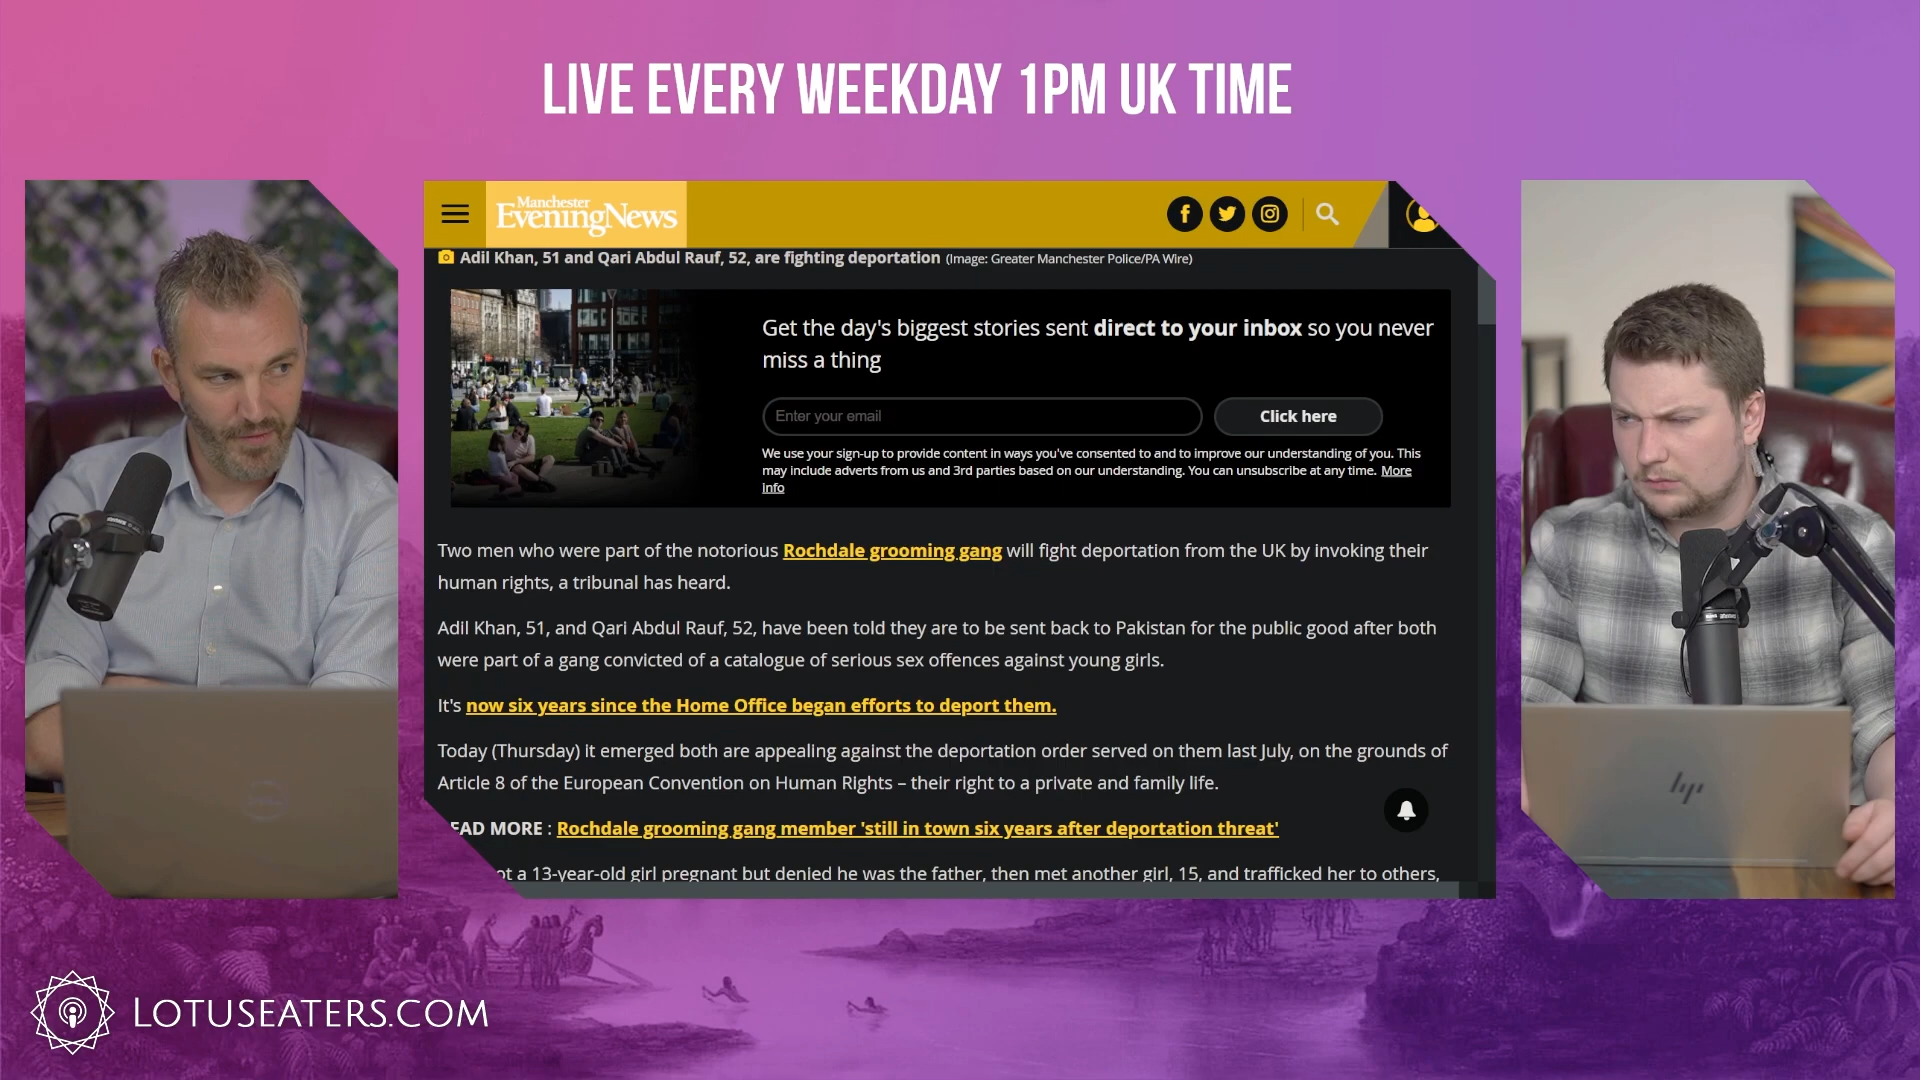 LIVE EVERY WEEKDAY 1PM UK TIME
Manchester
EveningNews
Adil Khan, 51 and Qari Abdul Rauf, 52, are fighting deportation (Image: Greater Manchester Police/PA Wire)
Get the day's biggest stories sent direct to your inbox so you never
miss a thing
Enter your email
Click here
We use your sign-up to provide content in ways you've consented to and to improve our understanding of you. This
may include adverts from us and 3rd parties based on our understanding. You can unsubscribe at any time. More
info
Two men who were part of the notorious Rochdale grooming gang will fight deportation from the UK by invoking their
human rights, a tribunal has heard.
Adil Khan, 51, and Qari Abdul Rauf, 52, have been told they are to be sent back to Pakistan for the public good after both
were part of a gang convicted of a catalogue of serious sex offences against young girls.
It's now six years since the Home Office began efforts to deport them.
Today (Thursday) it emerged both are appealing against the deportation order served on them last July, on the grounds of
Article 8 of the European Convention on Human Rights – their right to a private and family life.
EAD MORE : Rochdale grooming gang member 'still in town six years after deportation threat'
ot a 13-year-old girl pregnant but denied he was the father, then met another girl, 15, and trafficked her to others,
hp
LOTUSEATERS.COM